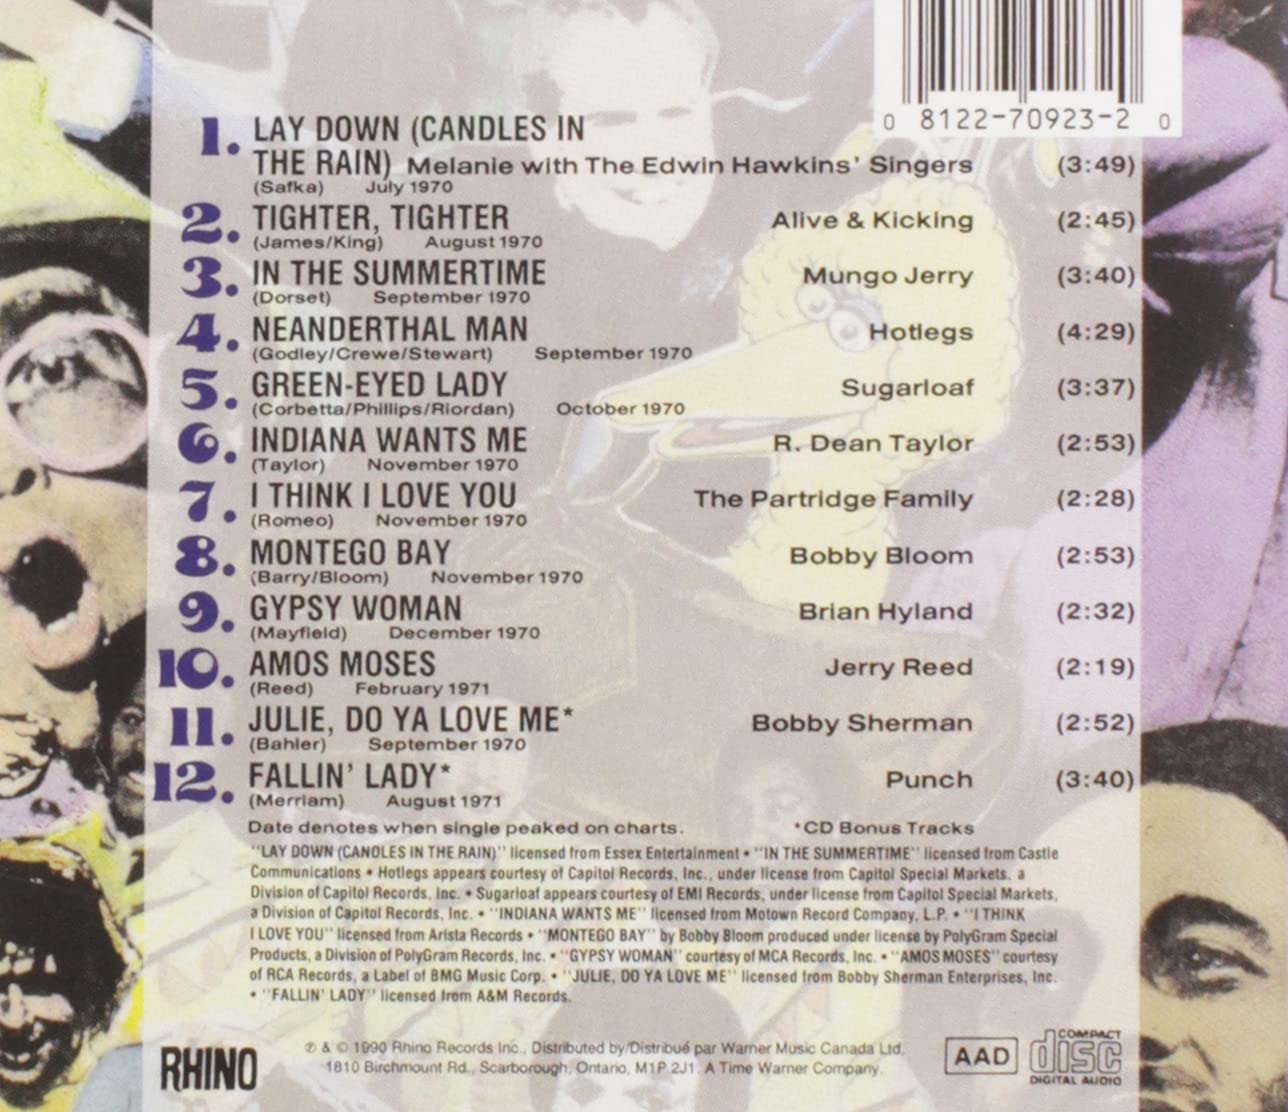 0 8122-70923-2 0
1. LAY DOWN (CANDLES IN
THE RAIN) Melanie with The Edwin Hawkins' Singers (3:49)
(Safka) July 1970
2. TIGHTER, TIGHTER Alive & Kicking (2:45)
(James/King) August 1970
3. IN THE SUMMERTIME Mungo Jerry (3:40)
(Dorset) September 1970
4. NEANDERTHAL MAN Hotlegs (4:29)
(Godley/Crewe/Stewart) September 1970
5. GREEN-EYED LADY Sugarloaf (3:37)
(Corbetta/Phillips/Riordan) October 1970
6. INDIANA WANTS ME R. Dean Taylor (2:53)
(Taylor) November 1970
7. I THINK I LOVE YOU The Partridge Family (2:28)
(Romeo) November 1970
8. MONTEGO BAY Bobby Bloom (2:53)
(Barry/Bloom) November 1970
9. GYPSY WOMAN Brian Hyland (2:32)
(Mayfield) December 1970
10. AMOS MOSES Jerry Reed (2:19)
(Reed) February 1971
11. JULIE, DO YA LOVE ME* Bobby Sherman (2:52)
(Bahler) September 1970
12. FALLIN' LADY* Punch (3:40)
(Merriam) August 1971
Date denotes when single peaked on charts. *CD Bonus Tracks
"LAY DOWN (CANDLES IN THE RAIN)" licensed from Essex Entertainment • "IN THE SUMMERTIME" licensed from Castle
Communications • Hotlegs appears courtesy of Capitol Records, Inc., under license from Capitol Special Markets, a
Division of Capitol Records, Inc. • Sugarloaf appears courtesy of EMI Records, under license from Capitol Special Markets,
a Division of Capitol Records, Inc. • "INDIANA WANTS ME" licensed from Motown Record Company, L.P. • "I THINK
I LOVE YOU" licensed from Arista Records • "MONTEGO BAY" by Bobby Bloom produced under license by PolyGram Special
Products, a Division of PolyGram Records, Inc. • "GYPSY WOMAN" courtesy of MCA Records, Inc. • "AMOS MOSES" courtesy
of RCA Records, a Label of BMG Music Corp. • "JULIE, DO YA LOVE ME" licensed from Bobby Sherman Enterprises, Inc.
• "FALLIN' LADY" licensed from A&M Records.
RHINO
℗ & © 1990 Rhino Records Inc., Distributed by/Distribué par Warner Music Canada Ltd,
1810 Birchmount Rd., Scarborough, Ontario, M1P 2J1. A Time Warner Company.
AAD
COMPACT
disc
DIGITAL AUDIO